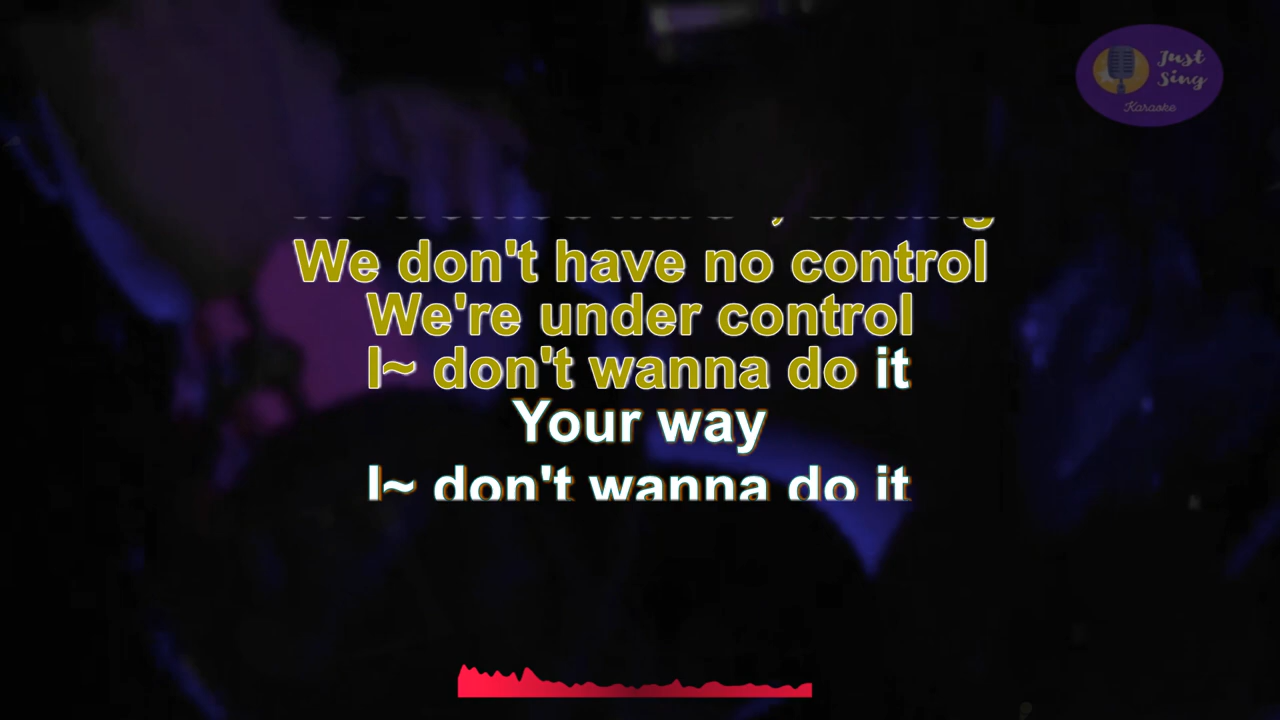 Just
Sing
Karaoke
We don't have no control
We're under control
I~ don't wanna do it
Your way
I~ don't wanna do it